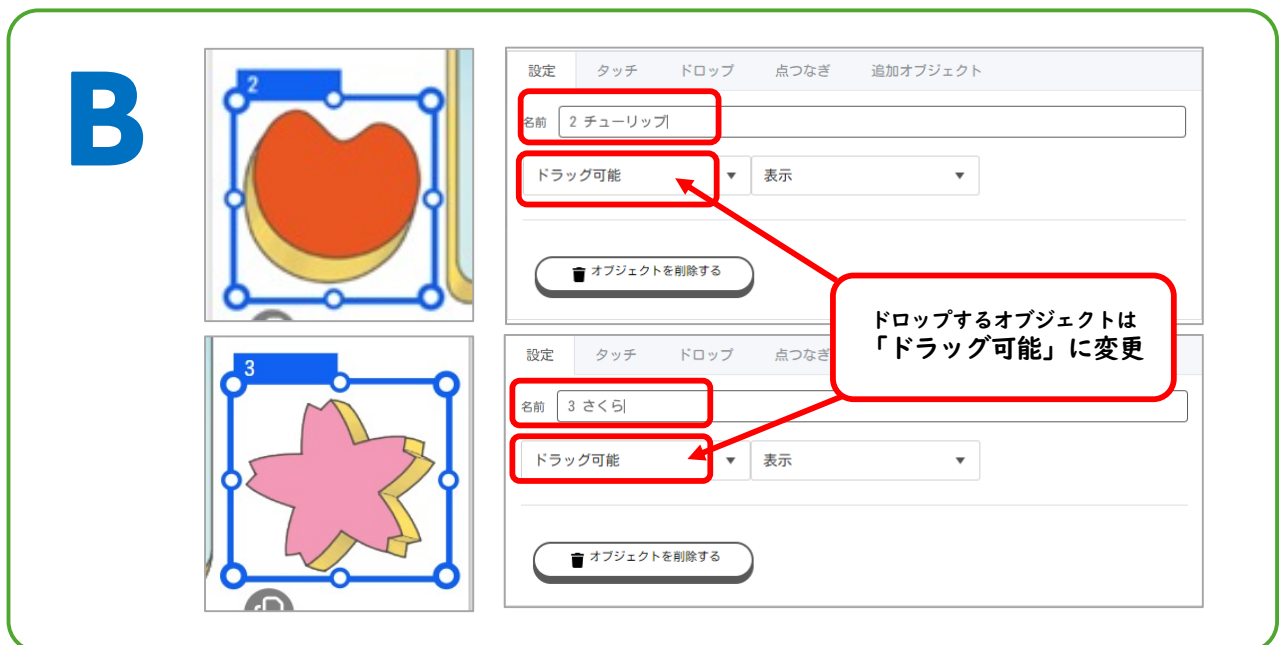 B
2
設定 タッチ ドロップ 点つなぎ 追加オブジェクト
名前 2 チューリップ
ドラッグ可能 ▼ 表示 ▼
オブジェクトを削除する
ドロップするオブジェクトは
「ドラッグ可能」に変更
3
設定 タッチ ドロップ 点つなぎ
名前 3 さくら
ドラッグ可能 ▼ 表示 ▼
オブジェクトを削除する